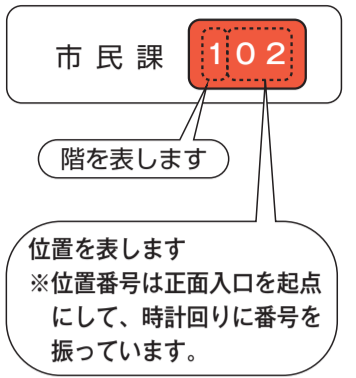 市民課 102
階を表します
位置を表します
※位置番号は正面入口を起点
にして、時計回りに番号を
振っています。